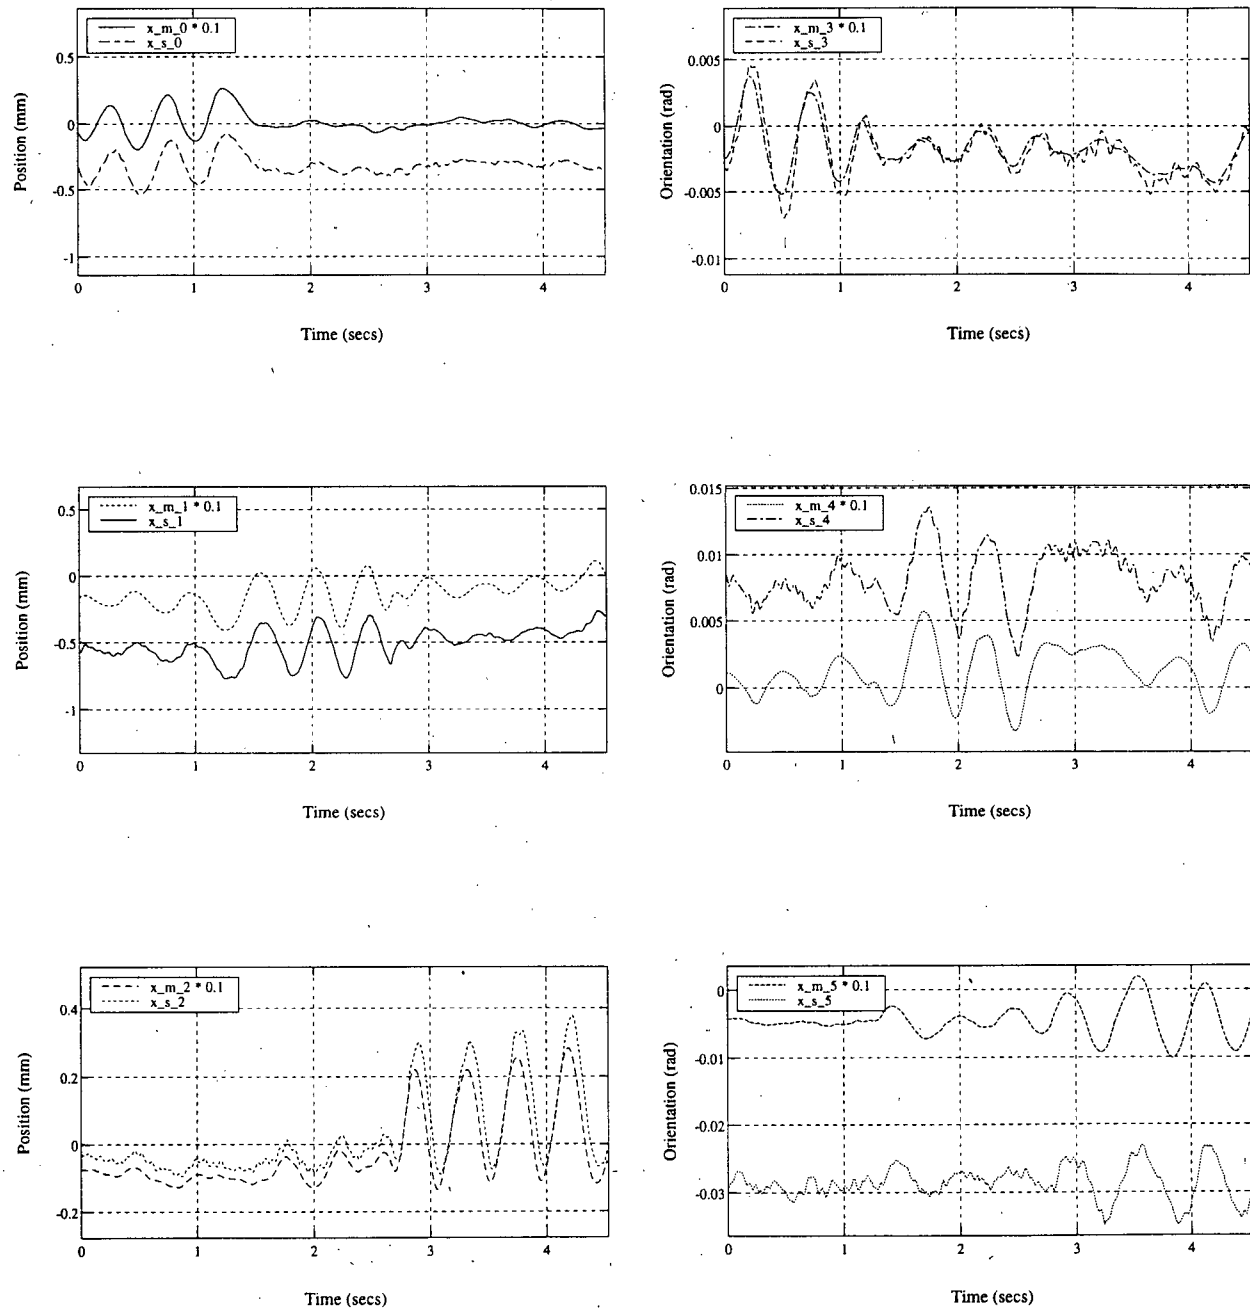 x_m_0 * 0.1
x_s_0
0.5
0
-0.5
-1
Position (mm)
0 1 2 3 4
Time (secs)
x_m_3 * 0.1
x_s_3
0.005
0
-0.005
-0.01
Orientation (rad)
0 1 2 3 4
Time (secs)
x_m_1 * 0.1
x_s_1
0.5
0
-0.5
-1
Position (mm)
0 1 2 3 4
Time (secs)
x_m_4 * 0.1
x_s_4
0.015
0.01
0.005
0
Orientation (rad)
0 1 2 3 4
Time (secs)
x_m_2 * 0.1
x_s_2
0.4
0.2
0
-0.2
Position (mm)
0 1 2 3 4
Time (secs)
x_m_5 * 0.1
x_s_5
0
-0.01
-0.02
-0.03
Orientation (rad)
0 1 2 3 4
Time (secs)